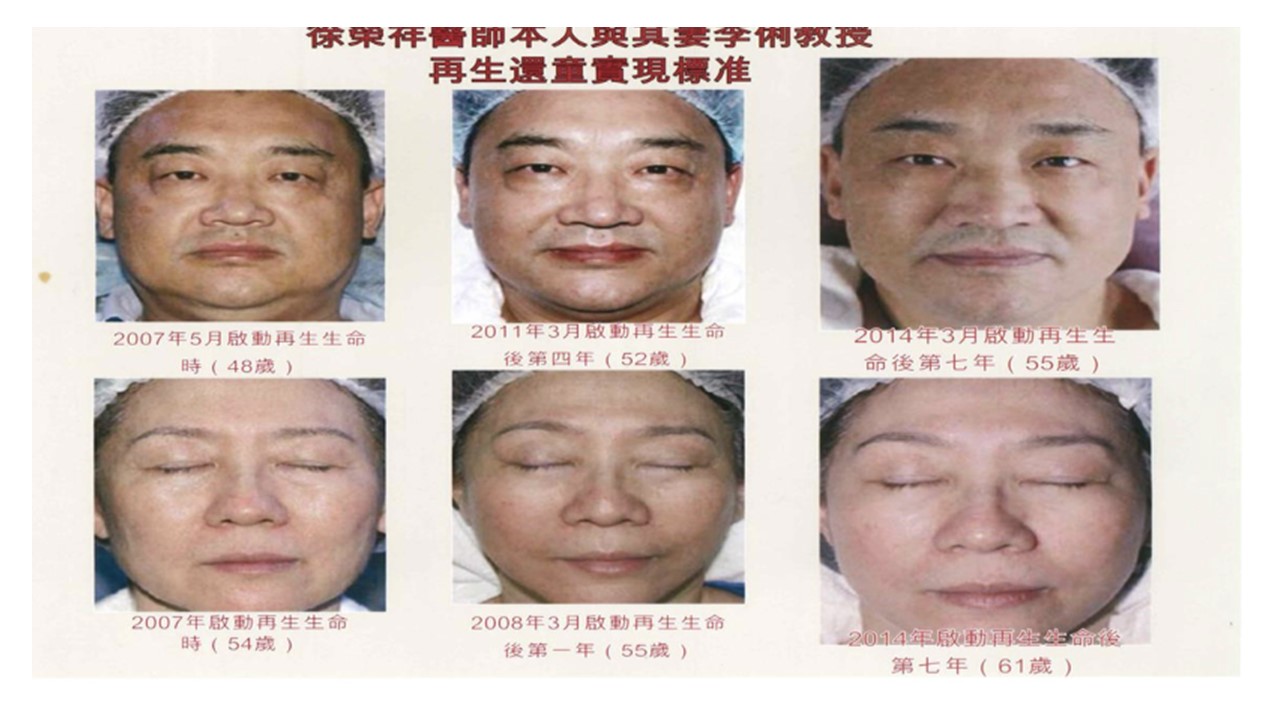 徐榮祥醫師本人與其妻李俐教授
再生還童實現標准
2007年5月啟動再生生命
時（48歲）
2011年3月啟動再生生命
後第四年（52歲）
2014年3月啟動再生生
命後第七年（55歲）
2007年啟動再生生命
時（54歲）
2008年3月啟動再生生命
後第一年（55歲）
2014年啟動再生生命後
第七年（61歲）